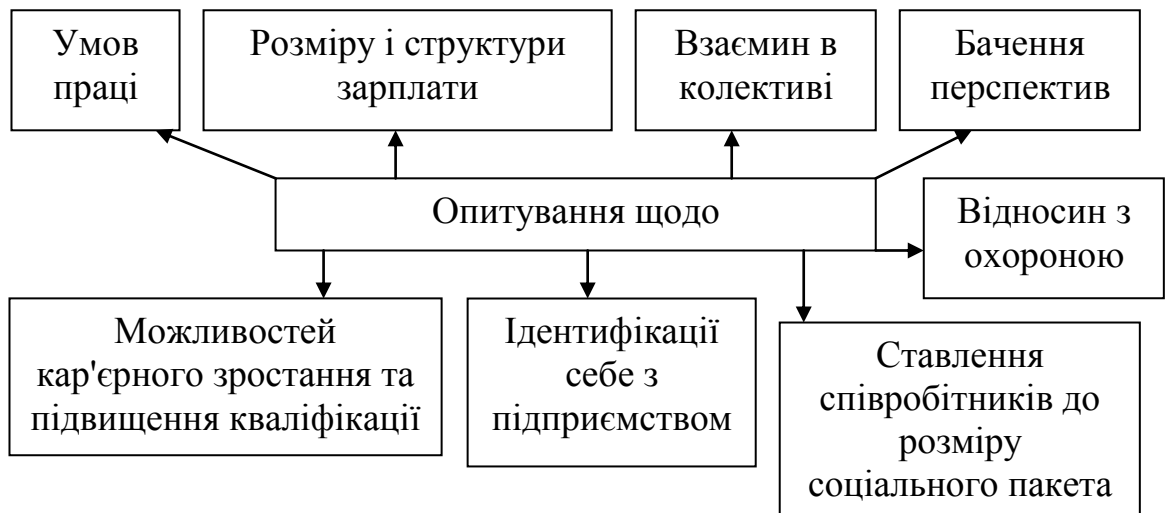 Умов
праці
Розміру і структури
зарплати
Взаємин в
колективі
Бачення
перспектив
Опитування щодо
Відносин з
охороною
Можливостей
кар'єрного зростання та
підвищення кваліфікації
Ідентифікації
себе з
підприємством
Ставлення
співробітників до
розміру
соціального пакета